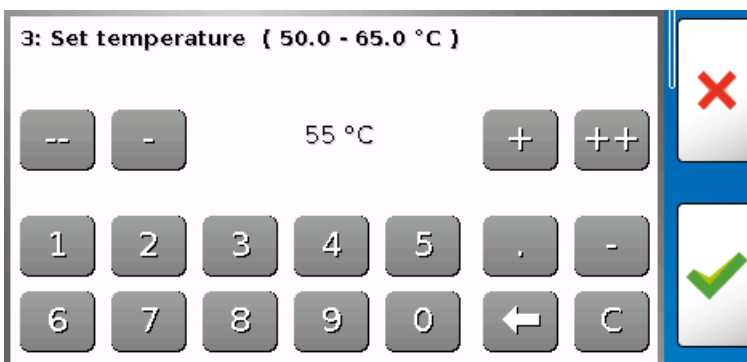 3: Set temperature ( 50.0 - 65.0 °C )
-- - 55 °C + ++
1 2 3 4 5 . -
6 7 8 9 0 C